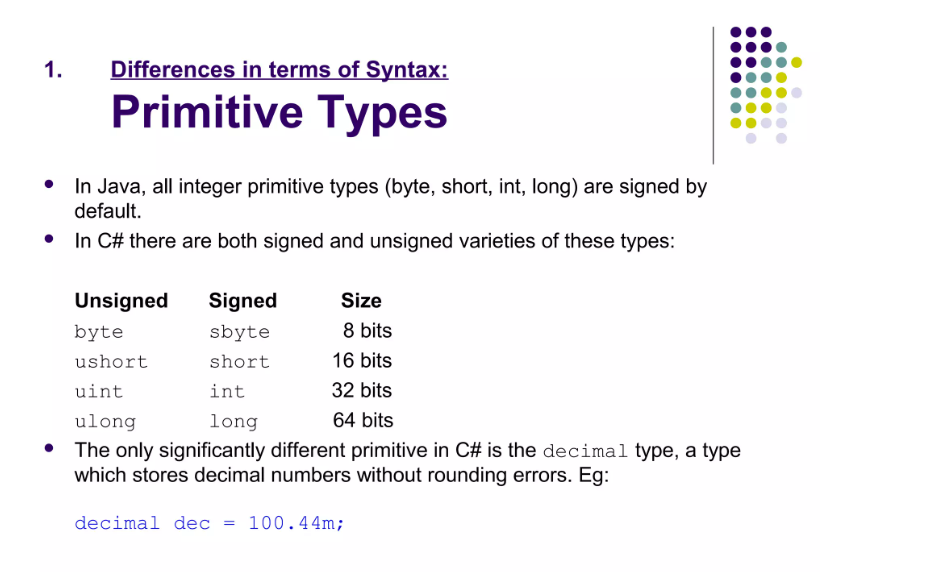 1. Differences in terms of Syntax:
Primitive Types
• In Java, all integer primitive types (byte, short, int, long) are signed by
default.
• In C# there are both signed and unsigned varieties of these types:
Unsigned Signed Size
byte sbyte 8 bits
ushort short 16 bits
uint int 32 bits
ulong long 64 bits
• The only significantly different primitive in C# is the decimal type, a type
which stores decimal numbers without rounding errors. Eg:
decimal dec = 100.44m;